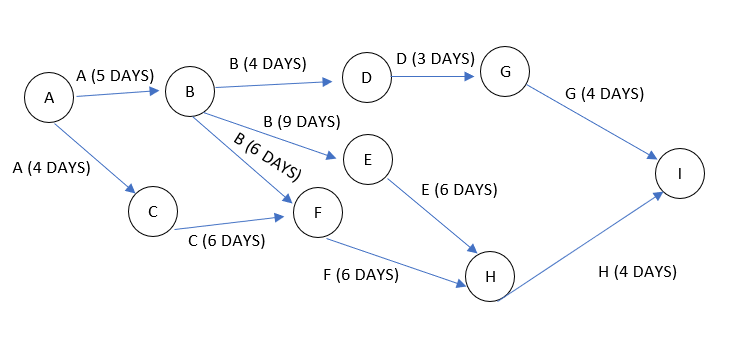 A (5 DAYS)
B (4 DAYS)
D (3 DAYS)
A
B
D
G
G (4 DAYS)
B (9 DAYS)
B (6 DAYS)
A (4 DAYS)
E
I
E (6 DAYS)
C
F
C (6 DAYS)
F (6 DAYS)
H
H (4 DAYS)